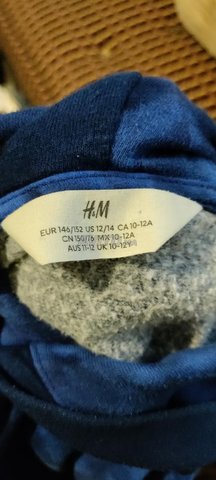 H&M
EUR 146/152 US 12/14 CA 10-12A
CN 150/76 MX 10-12A
AUS 11-12 UK 10-12Y